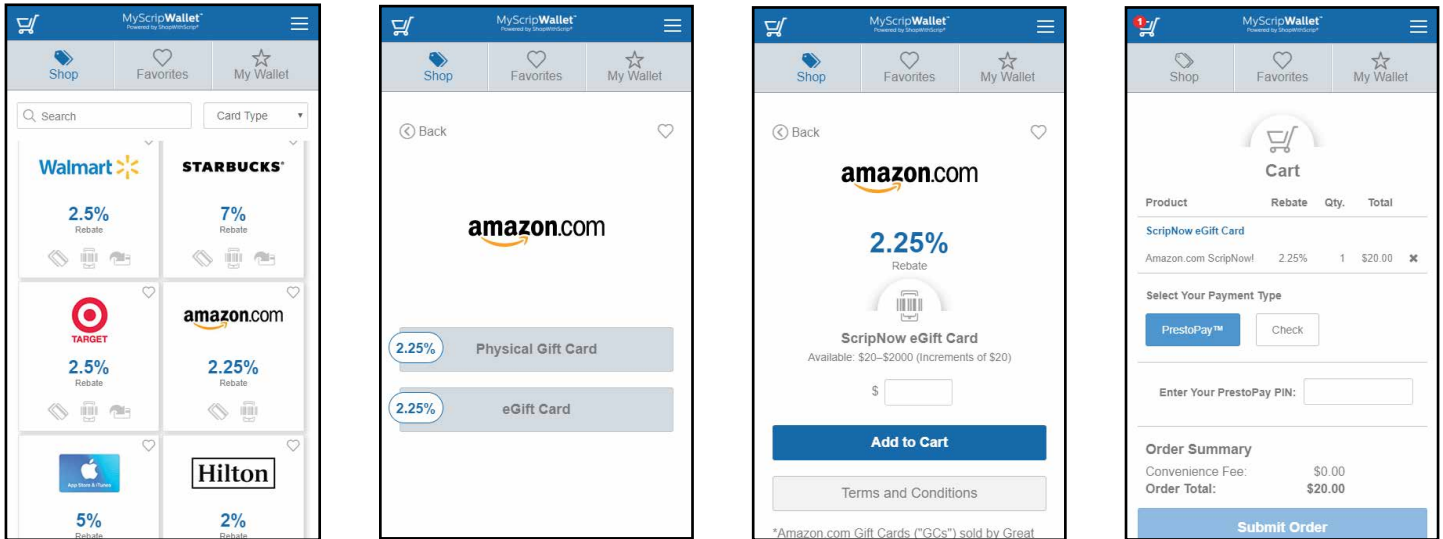 MyScripWallet™
Powered by ShopWithScrip®
Shop
Favorites
My Wallet
Search
Card Type
Walmart
STARBUCKS®
2.5%
7%
Rebate
Rebate
TARGET
amazon.com
2.5%
2.25%
Rebate
Rebate
App Store & iTunes
Hilton
5%
2%
Rebate
Rebate
MyScripWallet™
Powered by ShopWithScrip®
Shop
Favorites
My Wallet
Back
amazon.com
2.25%
Physical Gift Card
2.25%
eGift Card
MyScripWallet™
Powered by ShopWithScrip®
Shop
Favorites
My Wallet
Back
amazon.com
2.25%
Rebate
ScripNow eGift Card
Available: $20–$2000 (Increments of $20)
$
Add to Cart
Terms and Conditions
*Amazon.com Gift Cards ("GCs") sold by Great
1
MyScripWallet™
Powered by ShopWithScrip®
Shop
Favorites
My Wallet
Cart
Product Rebate Qty. Total
ScripNow eGift Card
Amazon.com ScripNow! 2.25% 1 $20.00
Select Your Payment Type
PrestoPay™
Check
Enter Your PrestoPay PIN:
Order Summary
Convenience Fee: $0.00
Order Total: $20.00
Submit Order